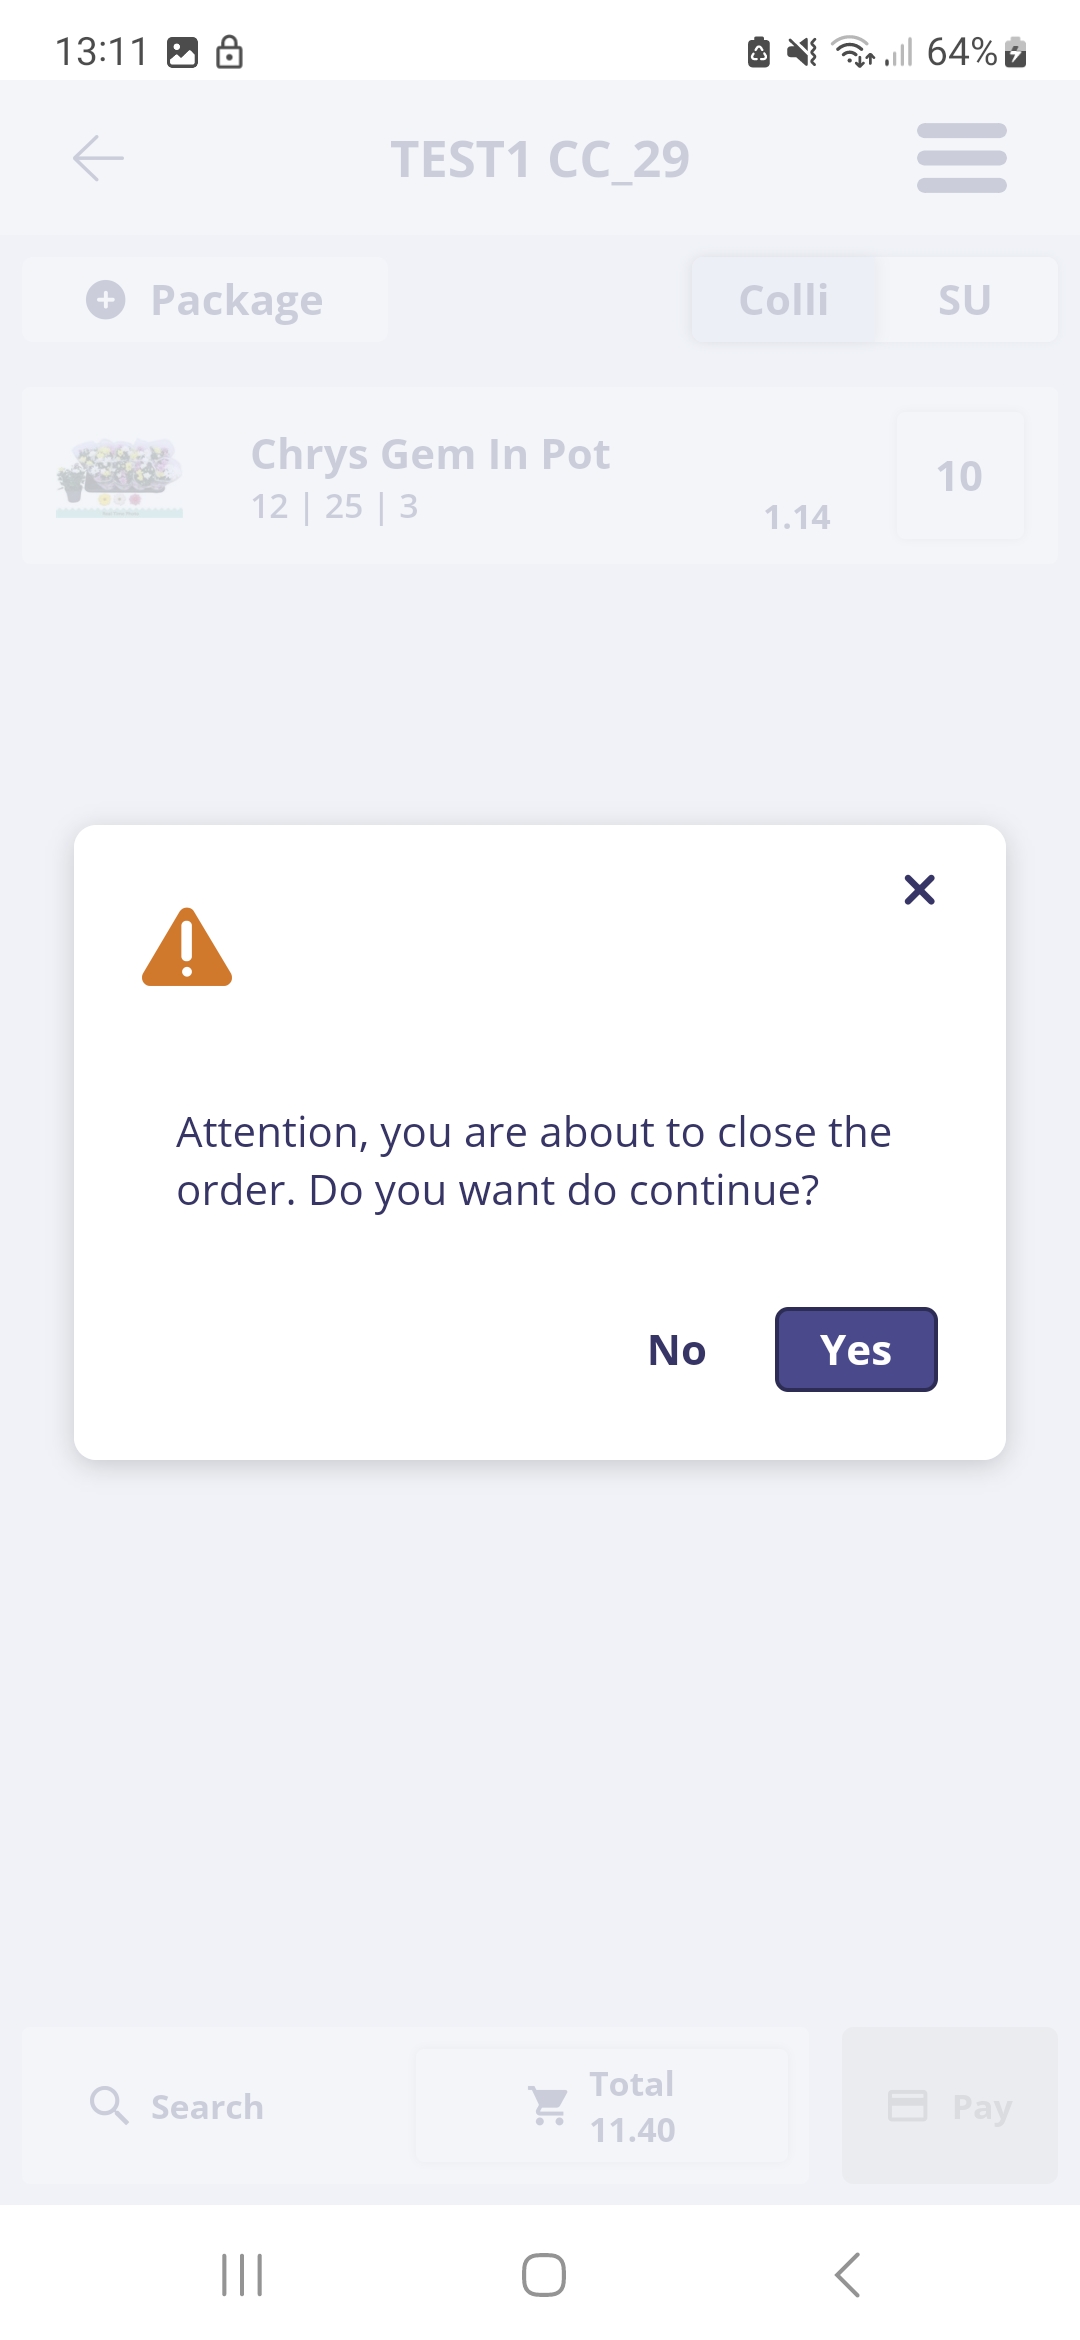 13:11 64%
TEST1 CC_29
Package Colli SU
Chrys Gem In Pot
12 | 25 | 3
1.14
10
Attention, you are about to close the
order. Do you want do continue?
No Yes
Search
Total
11.40
Pay